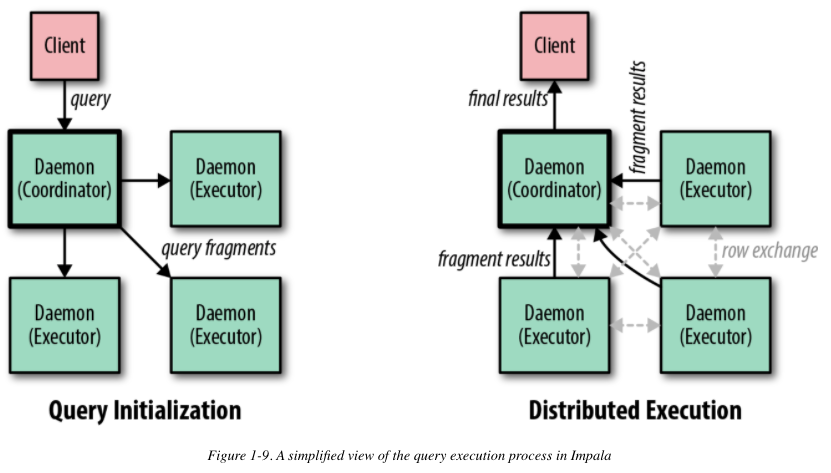 Client
query
Daemon
(Coordinator)
Daemon
(Executor)
query fragments
Daemon
(Executor)
Daemon
(Executor)
Query Initialization
Client
final results
fragment results
Daemon
(Coordinator)
Daemon
(Executor)
fragment results
row exchange
Daemon
(Executor)
Daemon
(Executor)
Distributed Execution
Figure 1-9. A simplified view of the query execution process in Impala